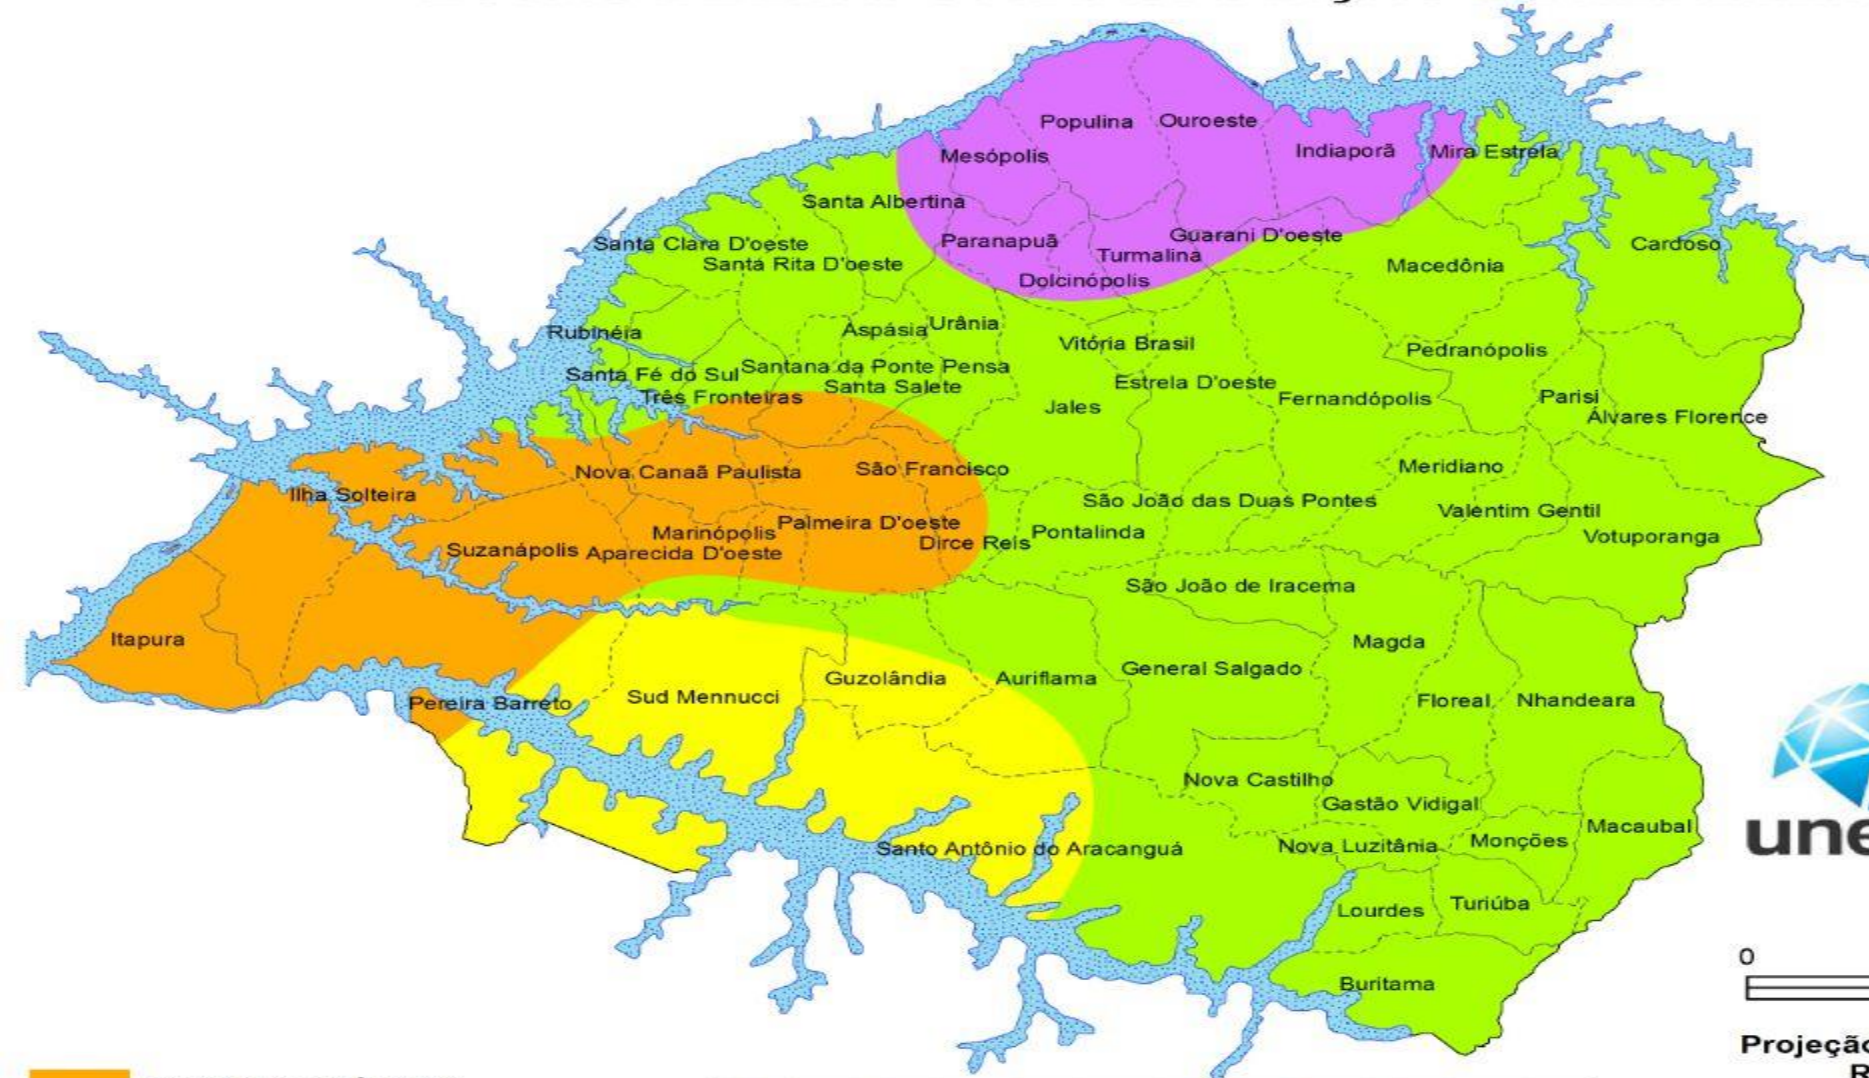 Populina
Ouroeste
Mesópolis
Indiaporã
Mira Estrela
Santa Albertina
Paranapuã
Guarani D'oeste
Turmalina
Santa Clara D'oeste
Santa Rita D'oeste
Dolcinópolis
Macedônia
Cardoso
Rubinéia
Aspásia
Urânia
Vitória Brasil
Pedranópolis
Santa Fé do Sul
Santana da Ponte Pensa
Santa Salete
Três Fronteiras
Estrela D'oeste
Jales
Fernandópolis
Parisi
Álvares Florence
Nova Canaã Paulista
São Francisco
Meridiano
Ilha Solteira
São João das Duas Pontes
Valentim Gentil
Palmeira D'oeste
Marinópolis
Pontalinda
Votuporanga
Suzanápolis
Aparecida D'oeste
Dirce Reis
São João de Iracema
Itapura
Magda
General Salgado
Guzolândia
Auriflama
Sud Mennucci
Pereira Barreto
Floreal
Nhandeara
Nova Castilho
Gastão Vidigal
Macaubal
Monções
Nova Luzitânia
Santo Antônio do Aracanguá
Turiúba
Lourdes
Buritama
une
0
Projeção
R